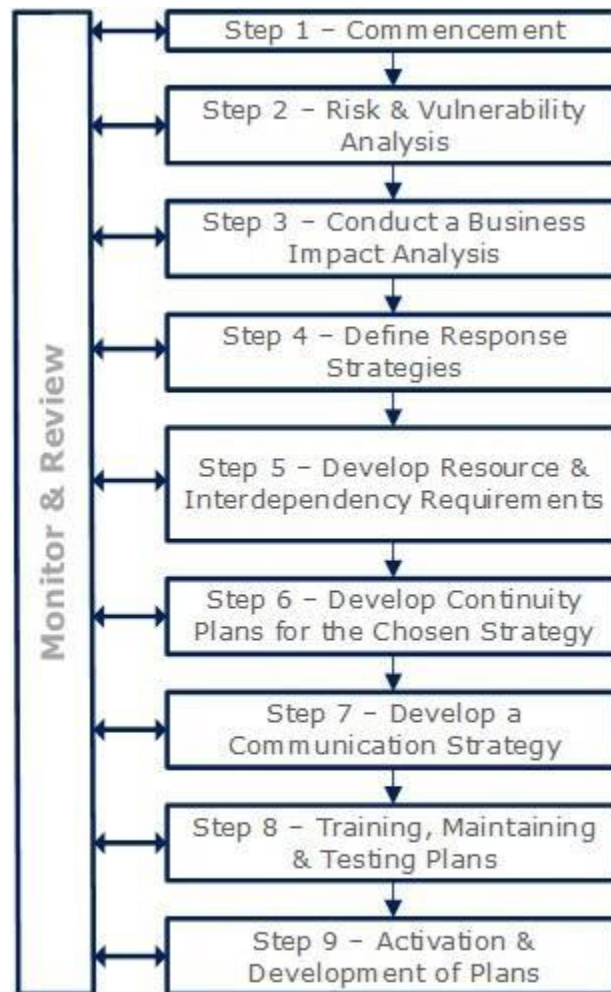 Monitor & Review
Step 1 – Commencement
Step 2 – Risk & Vulnerability
Analysis
Step 3 – Conduct a Business
Impact Analysis
Step 4 – Define Response
Strategies
Step 5 – Develop Resource &
Interdependency Requirements
Step 6 – Develop Continuity
Plans for the Chosen Strategy
Step 7 – Develop a
Communication Strategy
Step 8 – Training, Maintaining
& Testing Plans
Step 9 – Activation &
Development of Plans